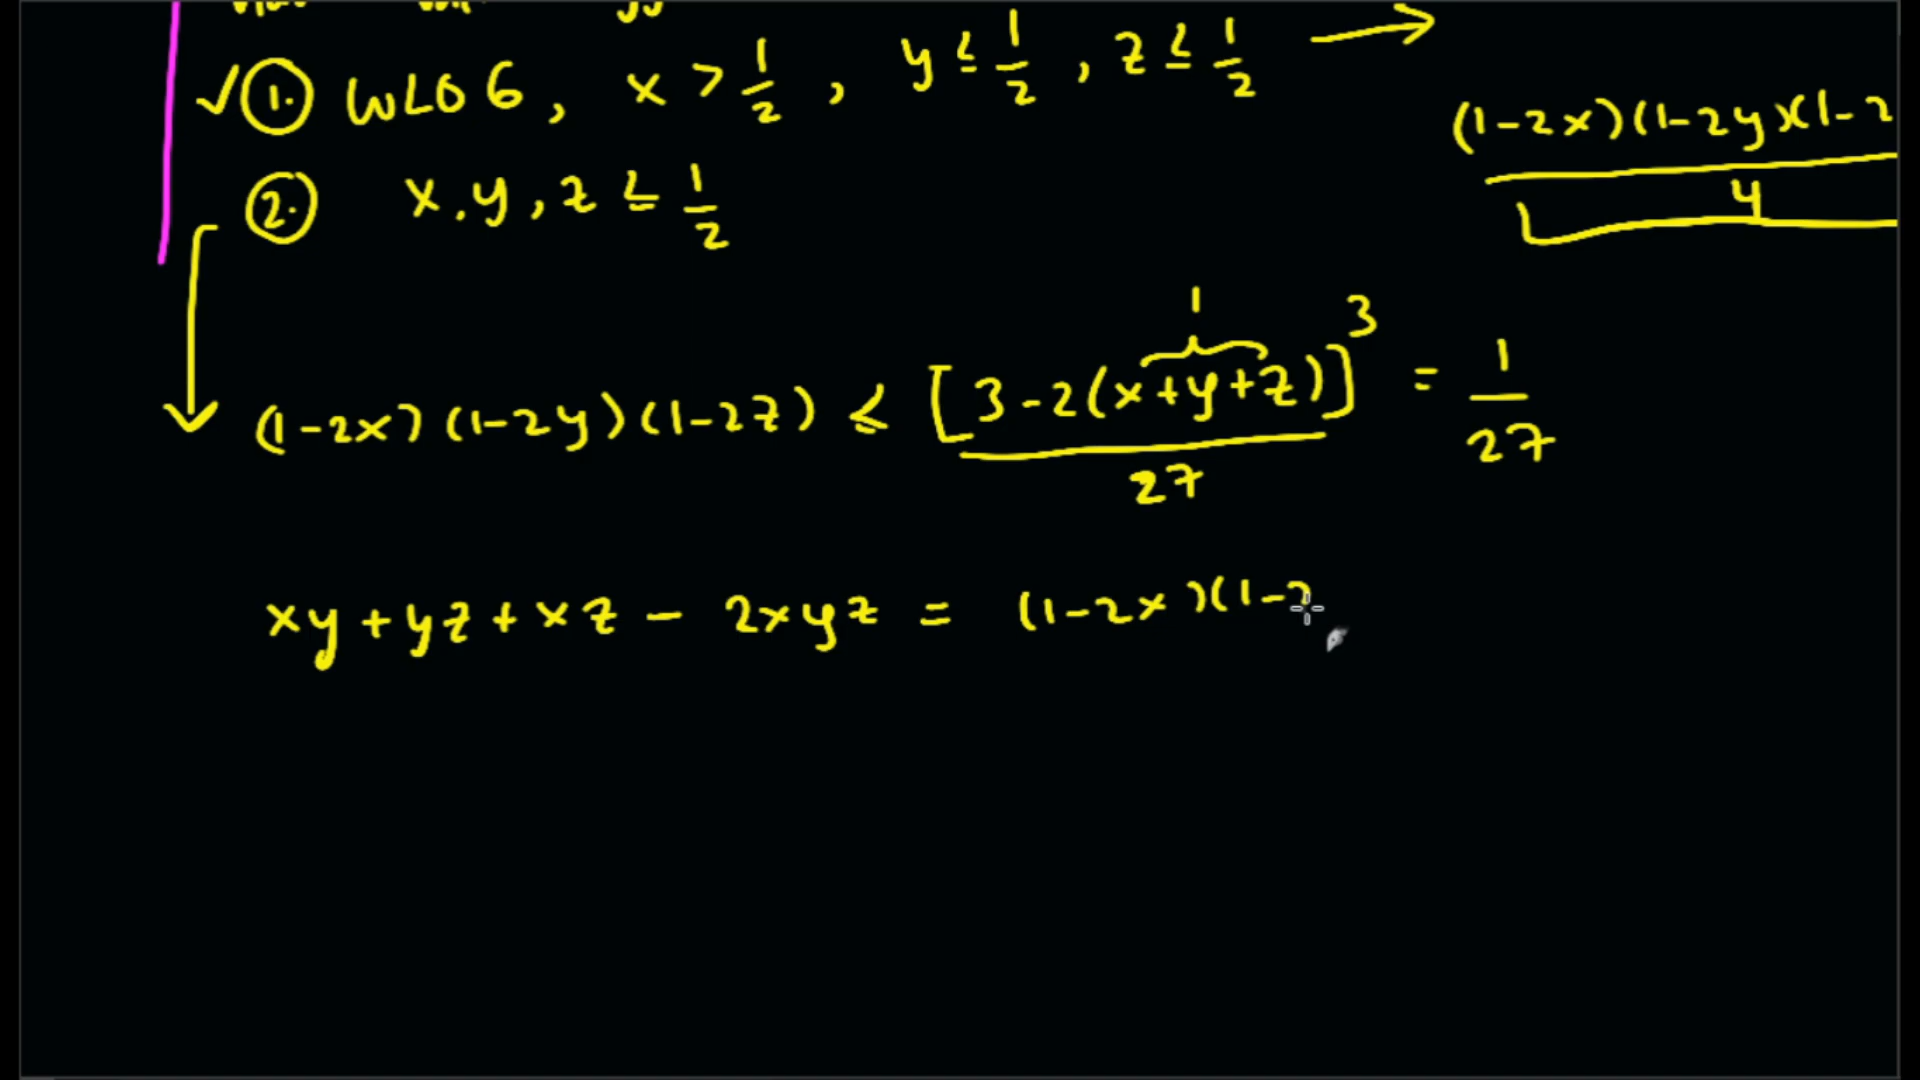 ✓ 1. WLOG, x > 1/2, y ≤ 1/2, z ≤ 1/2 →
(1-2x)(1-2y)(1-2
4
2. x, y, z ≤ 1/2
(1-2x)(1-2y)(1-2z) ≤ [3-2(x+y+z)]^3 / 27 = 1/27
1
xy+yz+xz - 2xyz = (1-2x)(1-2